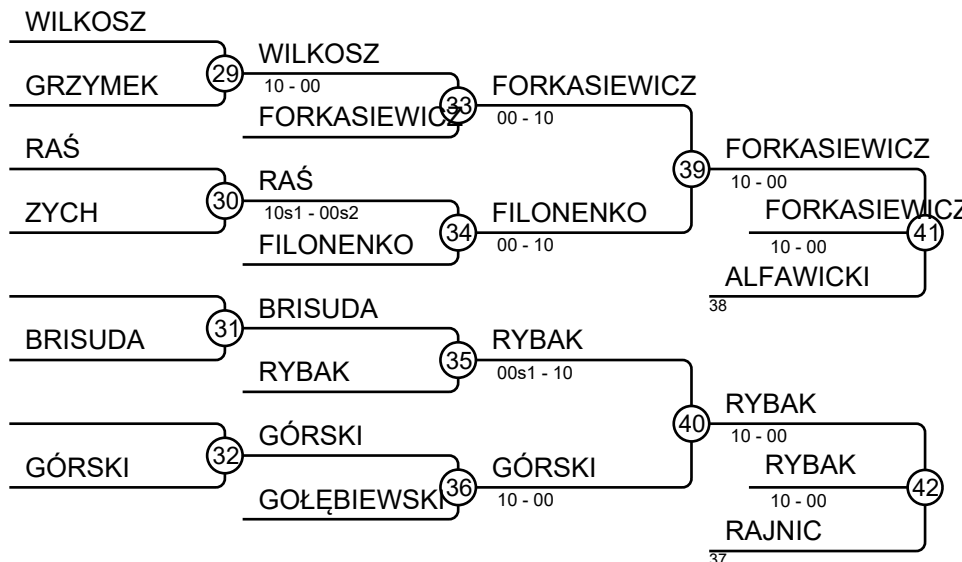 WILKOSZ
GRZYMEK
29
WILKOSZ
10 - 00
FORKASIEWICZ
33
FORKASIEWICZ
00 - 10
RAŚ
ZYCH
30
RAŚ
10s1 - 00s2
FILONENKO
34
FILONENKO
00 - 10
39
FORKASIEWICZ
10 - 00
FORKASIEWICZ
10 - 00
41
ALFAWICKI
38
BRISUDA
31
BRISUDA
RYBAK
35
RYBAK
00s1 - 10
GÓRSKI
32
GÓRSKI
GOŁĘBIEWSKI
36
GÓRSKI
10 - 00
40
RYBAK
10 - 00
RYBAK
10 - 00
42
RAJNIC
37